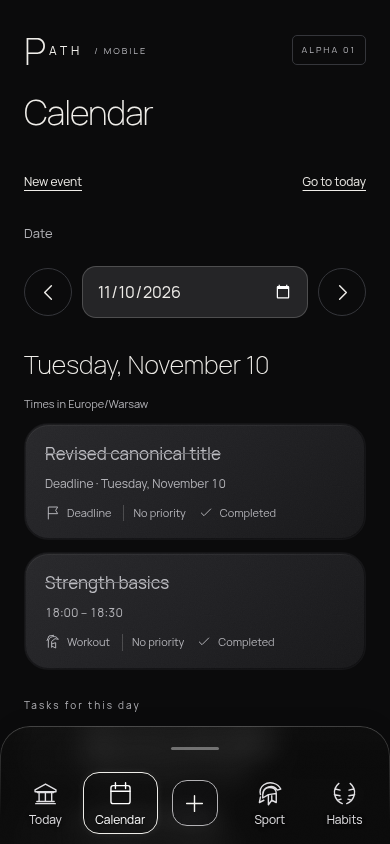 PATH / MOBILE
ALPHA 01
Calendar
New event
Go to today
Date
11/10/2026
Tuesday, November 10
Times in Europe/Warsaw
Revised canonical title
Deadline · Tuesday, November 10
Deadline No priority Completed
Strength basics
18:00 – 18:30
Workout No priority Completed
Tasks for this day
Today Calendar Sport Habits